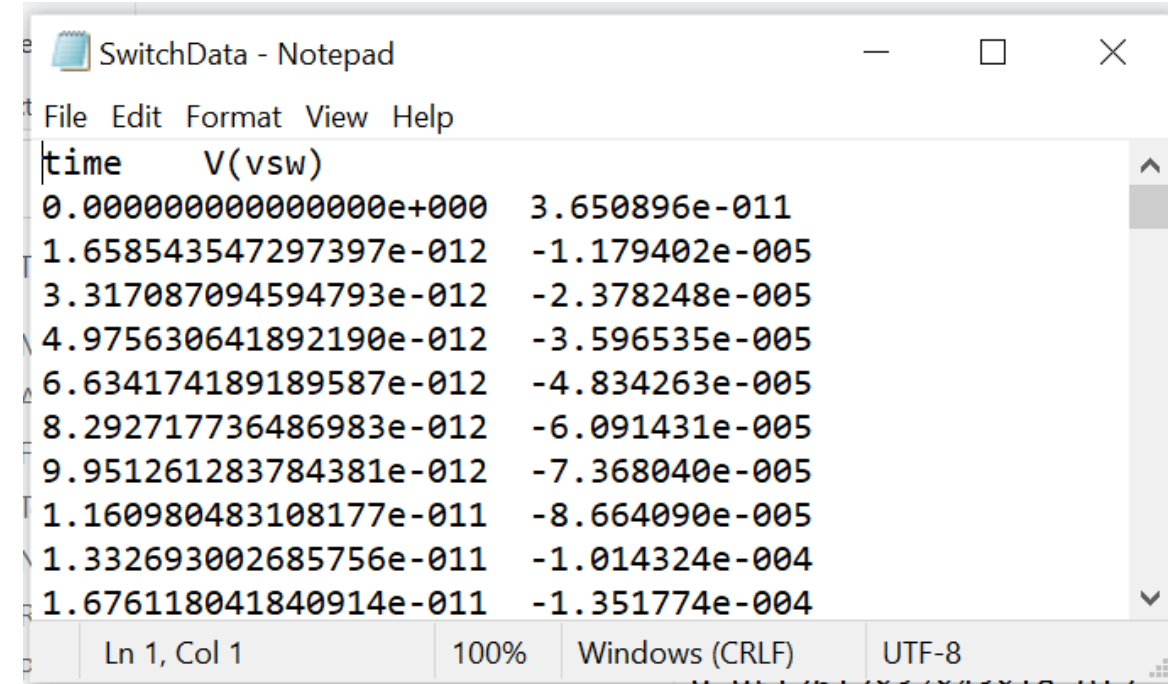 SwitchData - Notepad
File Edit Format View Help
time V(vsw)
0.000000000000000e+000 3.650896e-011
1.658543547297397e-012 -1.179402e-005
3.317087094594793e-012 -2.378248e-005
4.975630641892190e-012 -3.596535e-005
6.634174189189587e-012 -4.834263e-005
8.292717736486983e-012 -6.091431e-005
9.951261283784381e-012 -7.368040e-005
1.160980483108177e-011 -8.664090e-005
1.332693002685756e-011 -1.014324e-004
1.676118041840914e-011 -1.351774e-004
Ln 1, Col 1 100% Windows (CRLF) UTF-8